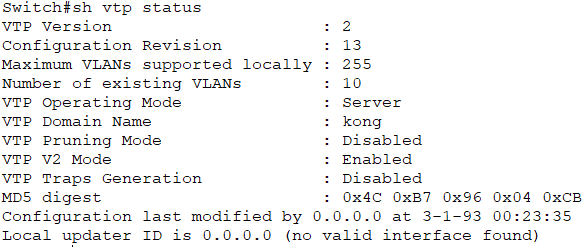 Switch#sh vtp status
VTP Version : 2
Configuration Revision : 13
Maximum VLANs supported locally : 255
Number of existing VLANs : 10
VTP Operating Mode : Server
VTP Domain Name : kong
VTP Pruning Mode : Disabled
VTP V2 Mode : Enabled
VTP Traps Generation : Disabled
MD5 digest : 0x4C 0xB7 0x96 0x04 0xCB
Configuration last modified by 0.0.0.0 at 3-1-93 00:23:35
Local updater ID is 0.0.0.0 (no valid interface found)